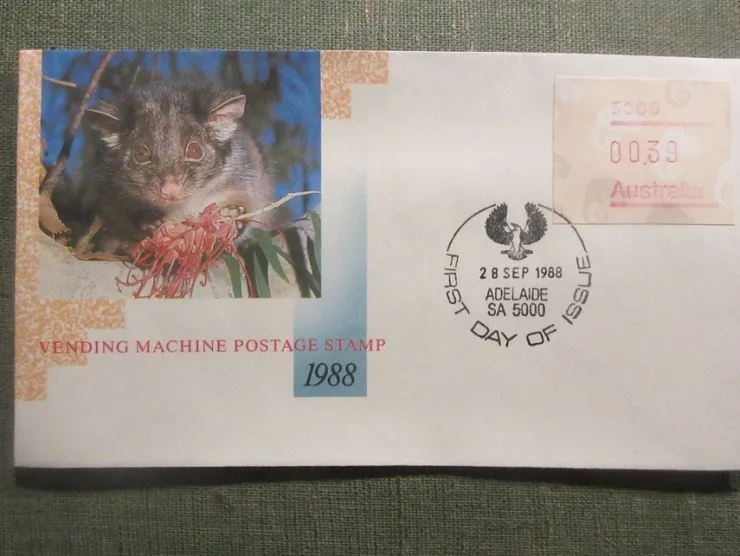 5000
00.39
Australia
28 SEP 1988
ADELAIDE
SA 5000
FIRST DAY OF ISSUE
VENDING MACHINE POSTAGE STAMP
1988